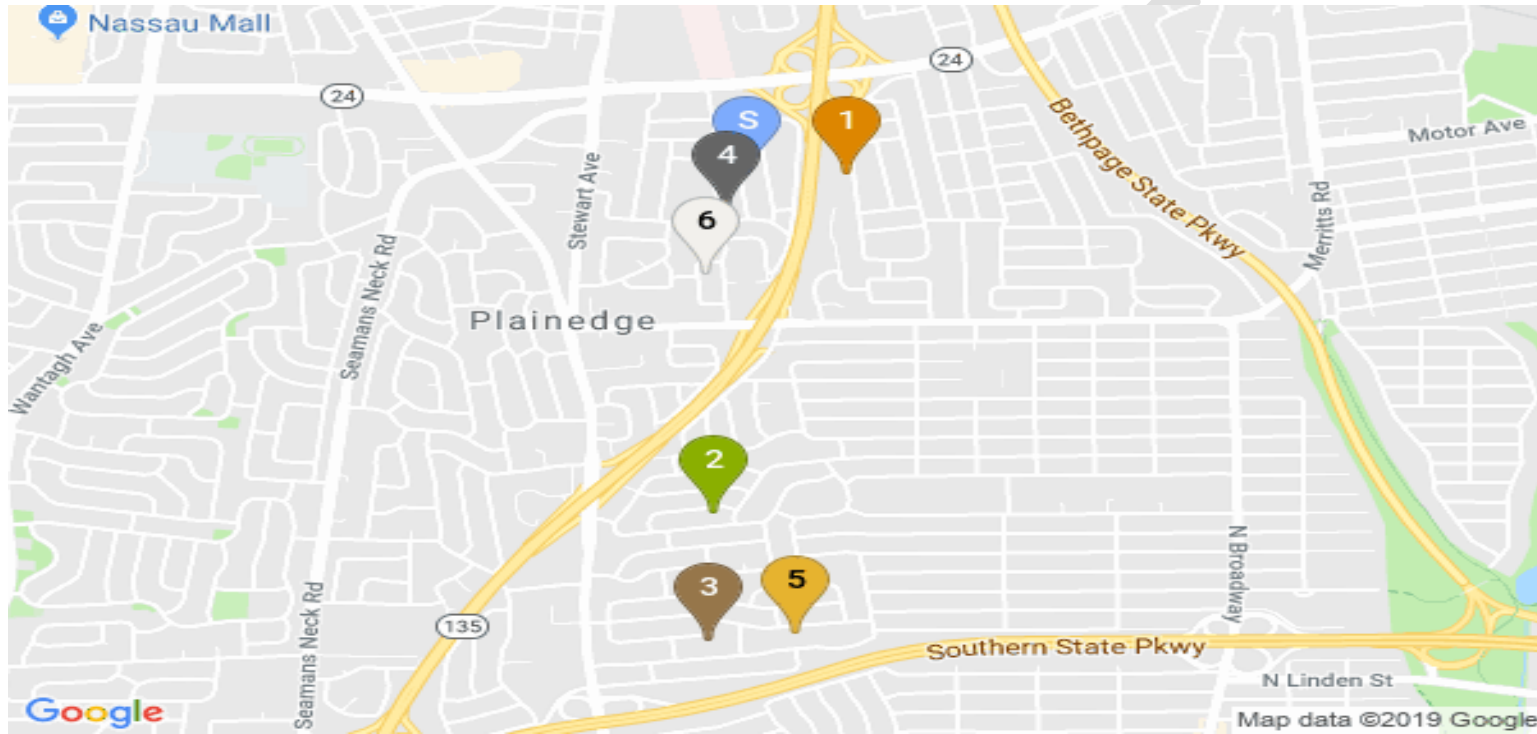 Nassau Mall
24
24
S
1
4
6
Motor Ave
Bethpage State Pkwy
Merritts Rd
Stewart Ave
Seamans Neck Rd
Wantagh Ave
Plainedge
2
3
5
N Broadway
Seamans Neck Rd
135
Southern State Pkwy
N Linden St
Google
Map data ©2019 Google